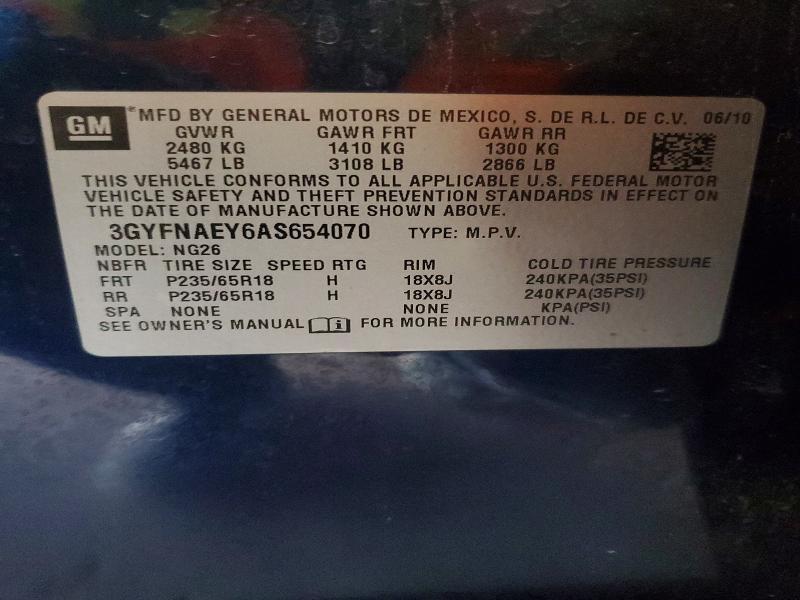 GM ® MFD BY GENERAL MOTORS DE MEXICO, S. DE R.L. DE C.V. 06/10
GVWR GAWR FRT GAWR RR
2480 KG 1410 KG 1300 KG
5467 LB 3108 LB 2866 LB
THIS VEHICLE CONFORMS TO ALL APPLICABLE U.S. FEDERAL MOTOR
VEHICLE SAFETY AND THEFT PREVENTION STANDARDS IN EFFECT ON
THE DATE OF MANUFACTURE SHOWN ABOVE.
3GYFNAEY6AS654070 TYPE: M.P.V.
MODEL: NG26
NBFR TIRE SIZE SPEED RTG RIM COLD TIRE PRESSURE
FRT P235/65R18 H 18X8J 240KPA(35PSI)
RR P235/65R18 H 18X8J 240KPA(35PSI)
SPA NONE NONE KPA(PSI)
SEE OWNER'S MANUAL i FOR MORE INFORMATION.